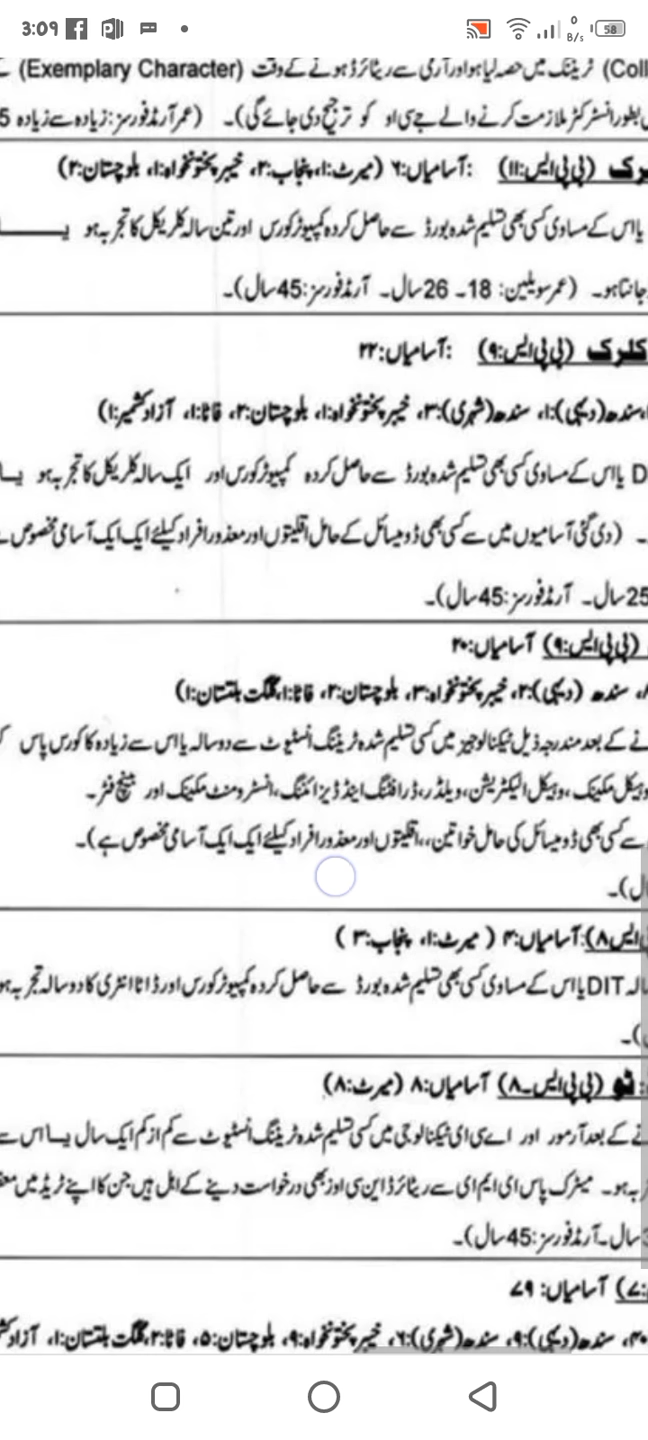 3:09
0
B/s
58
Coll) ٹریننگ میں حصہ لیا ہو اور آرمی سے ریٹائرڈ ہونے کے وقت (Exemplary Character)
بطور انسٹرکٹر ملازمت کرنے والے جے سی او کو ترجیح دی جائے گی)۔ (عمر آرمڈ فورسز: زیادہ سے زیادہ 5
رک (بی پی ایس:۱۱) :آسامیاں:۶ (میرٹ:۱، پنجاب:۲، خیبر پختونخواہ:۱، بلوچستان:۲)
یا اس کے مساوی کسی بھی تسلیم شدہ بورڈ سے حاصل کردہ کمپیوٹر کورس اور تین سالہ کلریکل کا تجربہ ہو یـــــــا
جانتا ہو۔ (عمر سویلین: 18 - 26 سال۔ آرمڈ فورسز: 45 سال)۔
کلرک (بی پی ایس:۹) :آسامیاں:۲۲
،سندھ(دیہی):۱، سندھ(شہری):۳، خیبر پختونخواہ:۱، بلوچستان:۲، فاٹا:۱، آزاد کشمیر:۱)
D یا اس کے مساوی کسی بھی تسلیم شدہ بورڈ سے حاصل کردہ کمپیوٹر کورس اور ایک سالہ کلریکل کا تجربہ ہو یـــا
۔ (دی گئی آسامیوں میں سے کسی بھی ڈومیسائل کے حامل اقلیتوں اور معذور افراد کیلئے ایک ایک آسامی مخصوص
25 سال۔ آرمڈ فورسز: 45 سال)۔
(بی پی ایس:۹) آسامیاں:۲۰
۸، سندھ (دیہی):۲، خیبر پختونخواہ:۳، بلوچستان:۲، فاٹا:۱، گلگت بلتستان:۱)
نے کے بعد مندرجہ ذیل ٹیکنالوجیز میں کسی تسلیم شدہ ٹریننگ انسٹیوٹ سے دو سالہ یا اس سے زیادہ کا کورس پاس
وہیکل مکینک، وہیکل الیکٹریشن، ویلڈر، ڈرافٹنگ اینڈ ڈیزائننگ، انسٹرومنٹ مکینک اور بینچ فٹر۔
سے کسی بھی ڈومیسائل کی حامل خواتین،، اقلیتوں اور معذور افراد کیلئے ایک ایک آسامی مخصوص ہے)۔
ال)۔
ایس ۸):آسامیاں:۴ ( میرٹ:۱، پنجاب:۳ )
الہ DIT یا اس کے مساوی کسی بھی تسلیم شدہ بورڈ سے حاصل کردہ کمپیوٹر کورس اور ڈاٹا انٹری کا دو سالہ تجربہ ہو
)۔
: ٹو (بی پی ایس۔۸) آسامیاں:۸ (میرٹ:۸)
نے کے بعد آرمور اور اے سی ای ٹیکنالوجی میں کسی تسلیم شدہ ٹریننگ انسٹیوٹ سے کم از کم ایک سال یـــا اس سے
ربہ ہو۔ میٹرک پاس ای ایم ای سے ریٹائرڈ این سی اوز بھی درخواست دینے کے اہل ہیں جن کا اپنے ٹریڈ میں
سال۔ آرمڈ فورسز: 45 سال)۔
:۷) آسامیاں: ۷۹
۳۰، سندھ(دیہی):۹، سندھ(شہری):۶، خیبر پختونخواہ:۹، بلوچستان:۵، فاٹا:۲، گلگت بلتستان:۱، آزاد